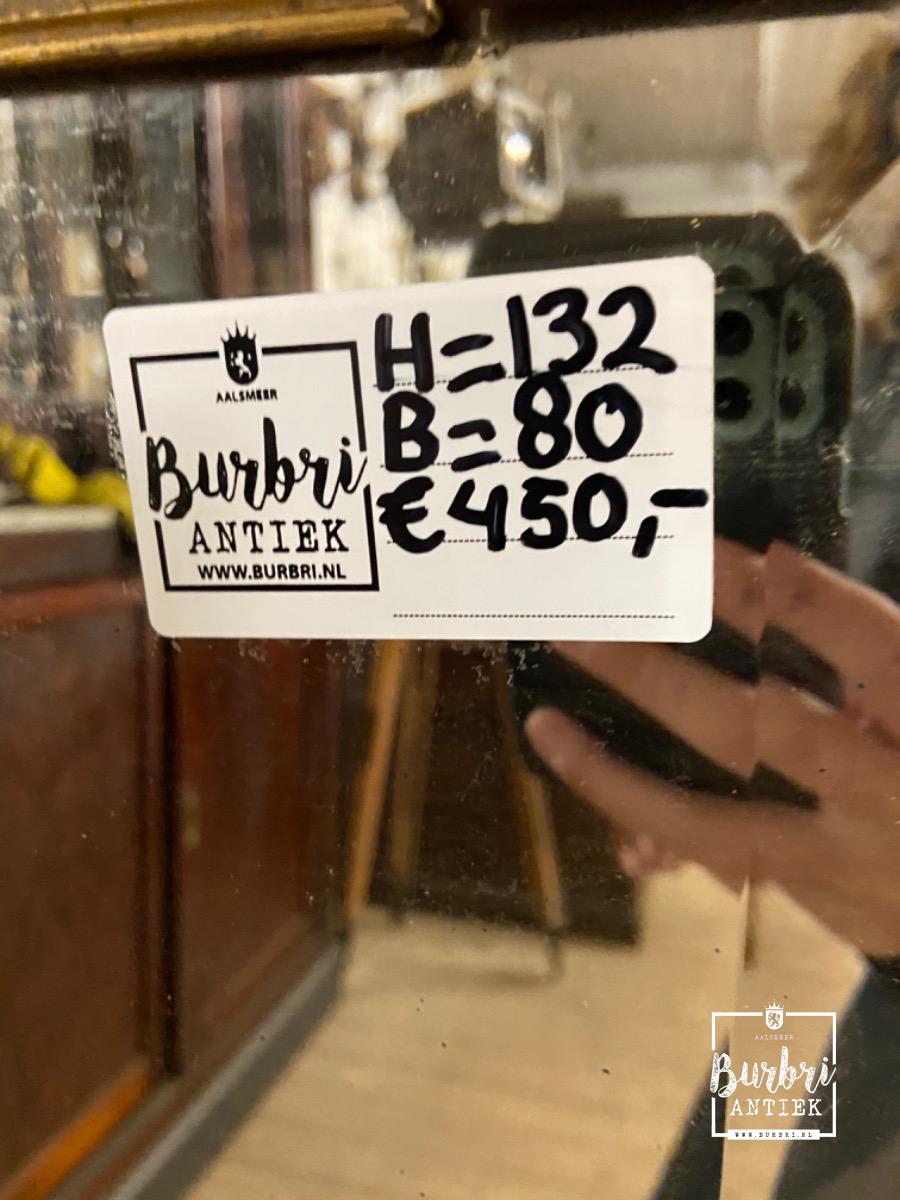 AALSMEER
Burbri
ANTIEK
WWW.BURBRI.NL
H=132
B=80
€450,-
AALSMEER
Burbri
ANTIEK
WWW.BURBRI.NL